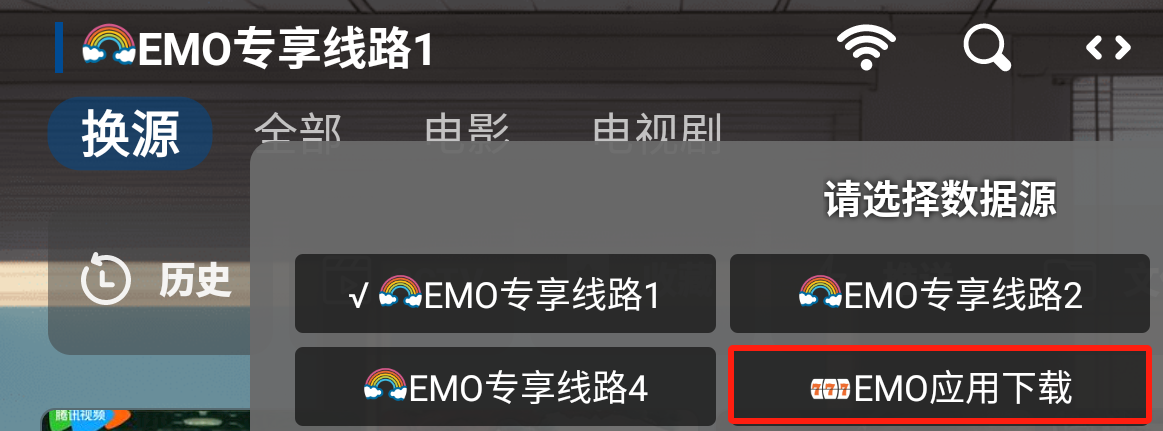 EMO专享线路1
换源
全部
电影
电视剧
请选择数据源
历史
√ EMO专享线路1
EMO专享线路2
EMO专享线路4
777EMO应用下载
腾讯视频